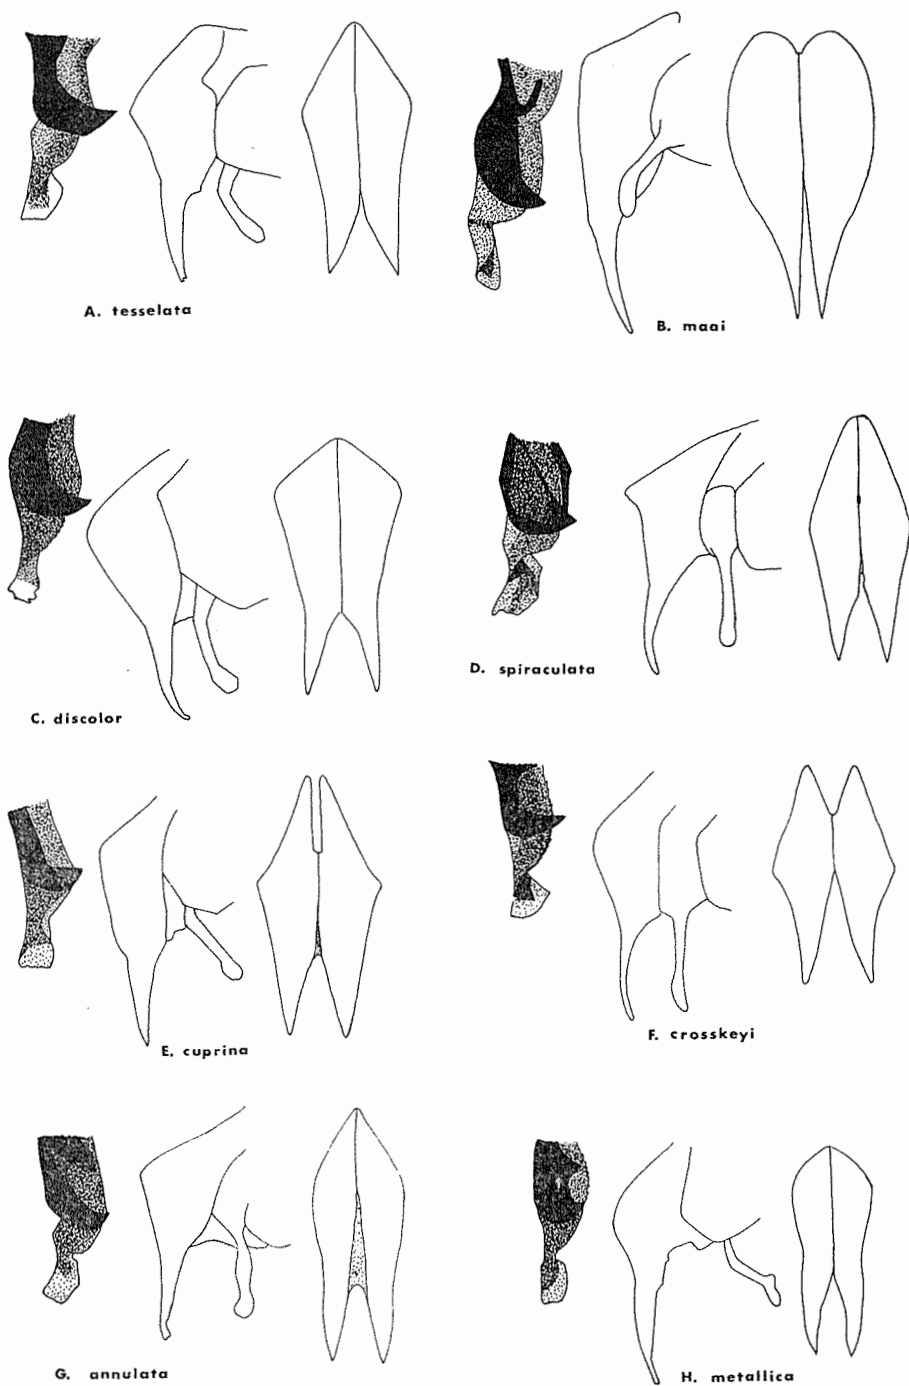 A. tesselata
B. maai
C. discolor
D. spiraculata
E. cuprina
F. crosskeyi
G. annulata
H. metallica